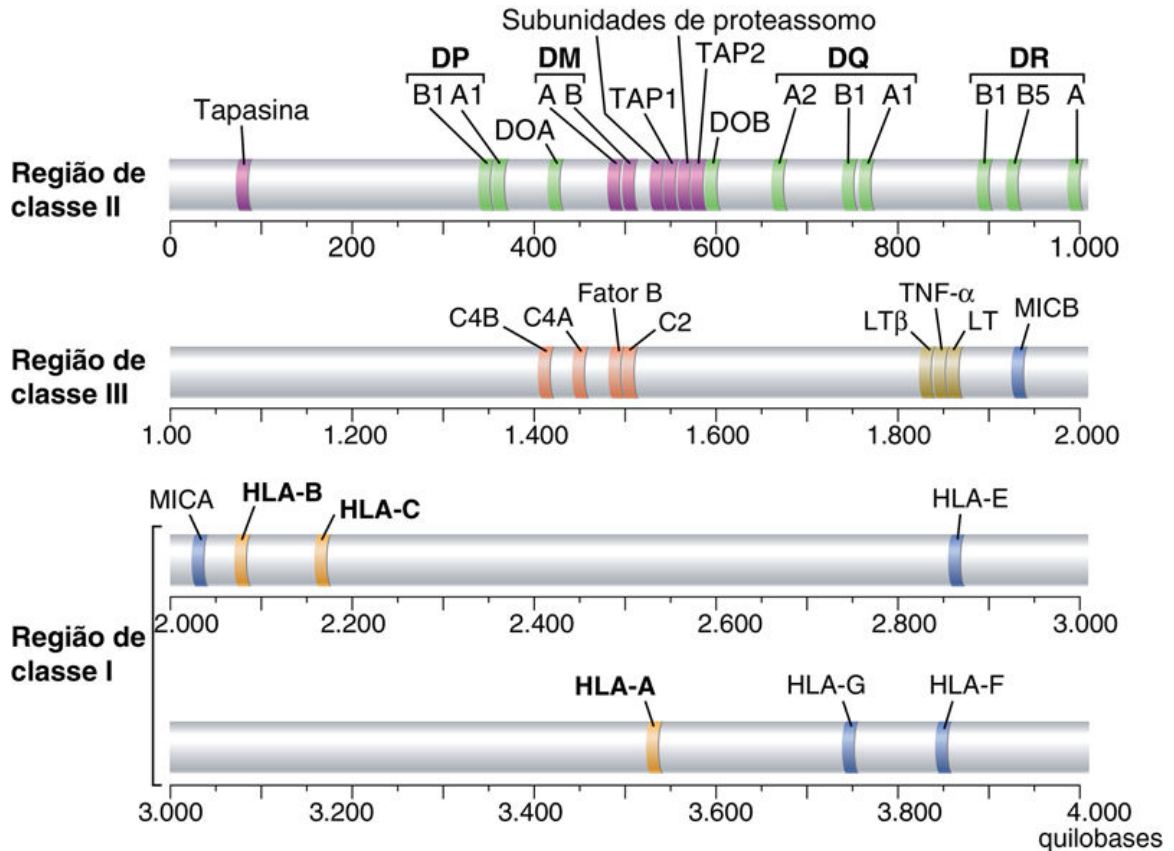 Subunidades de proteassomo
TAP2
DP
DM
DQ
DR
B1 A1
A B
TAP1
A2 B1 A1
B1 B5 A
Tapasina
DOA
DOB
Região de
classe II
0 200 400 600 800 1.000
Fator B
TNF-α
C4B
C4A
C2
LTβ
LT
MICB
Região de
classe III
1.00 1.200 1.400 1.600 1.800 2.000
MICA
HLA-B
HLA-C
HLA-E
2.000 2.200 2.400 2.600 2.800 3.000
Região de
classe I
HLA-A
HLA-G
HLA-F
3.000 3.200 3.400 3.600 3.800 4.000
quilobases